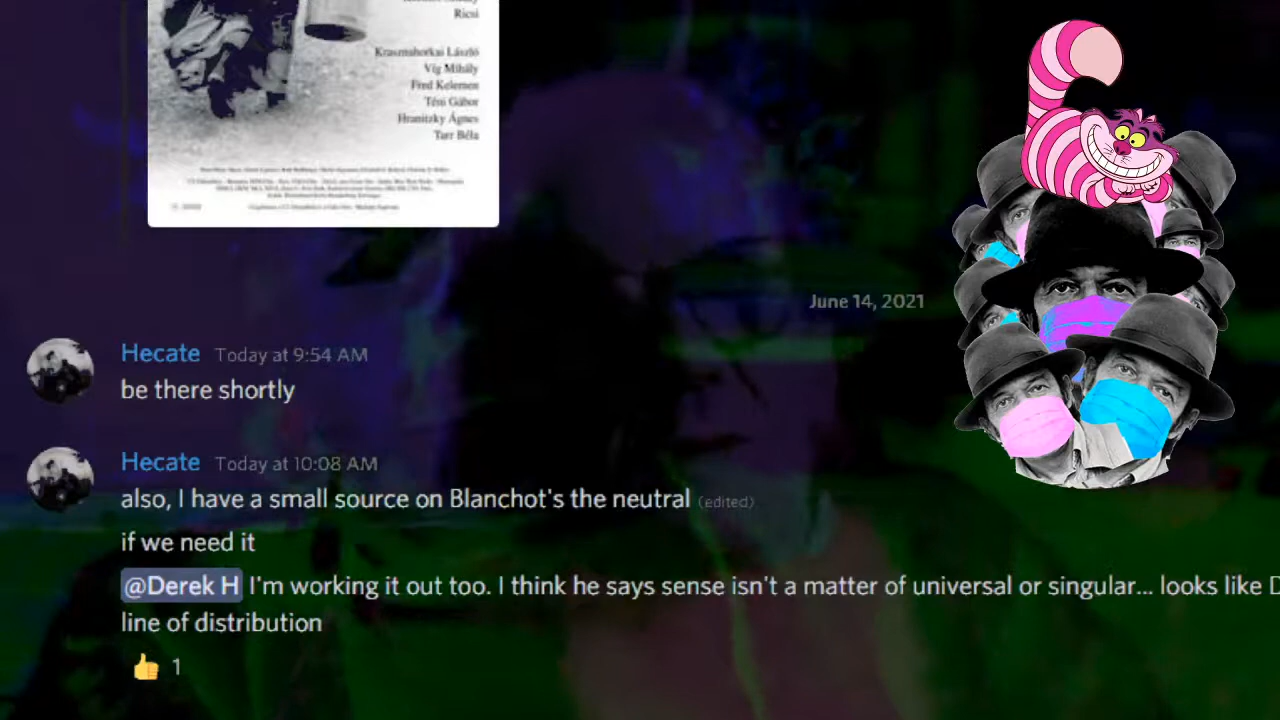 Ricsi
Krasznahorkai László
Víg Mihály
Fred Kelemen
Téni Gábor
Hranitzky Ágnes
Tarr Béla
June 14, 2021
Hecate Today at 9:54 AM
be there shortly
Hecate Today at 10:08 AM
also, I have a small source on Blanchot's the neutral (edited)
if we need it
@Derek H I'm working it out too. I think he says sense isn't a matter of universal or singular... looks like D
line of distribution
👍 1